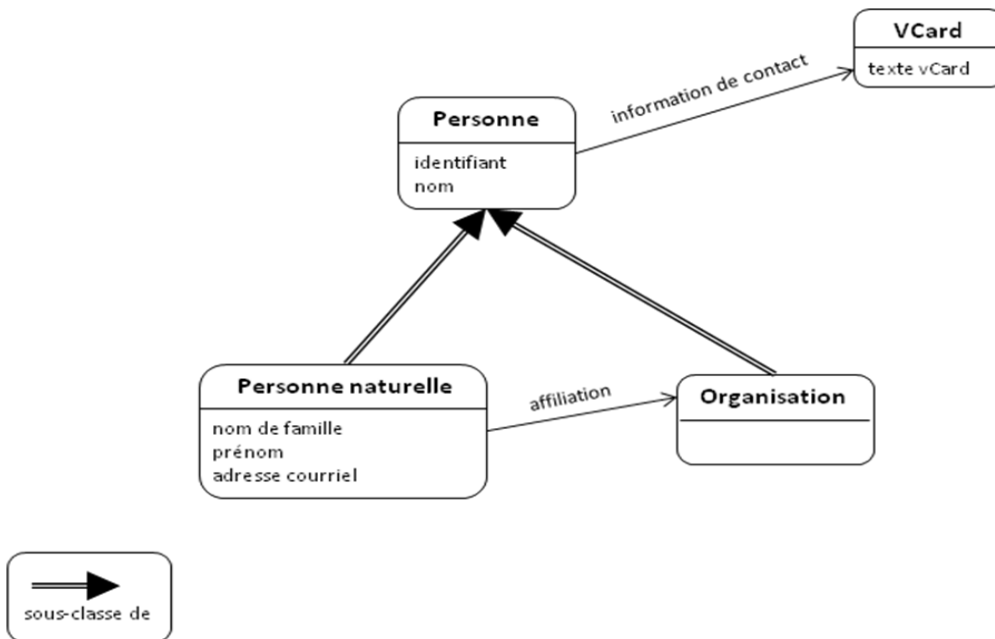 VCard
texte vCard
information de contact
Personne
identifiant
nom
Personne naturelle
nom de famille
prénom
adresse courriel
affiliation
Organisation
sous-classe de